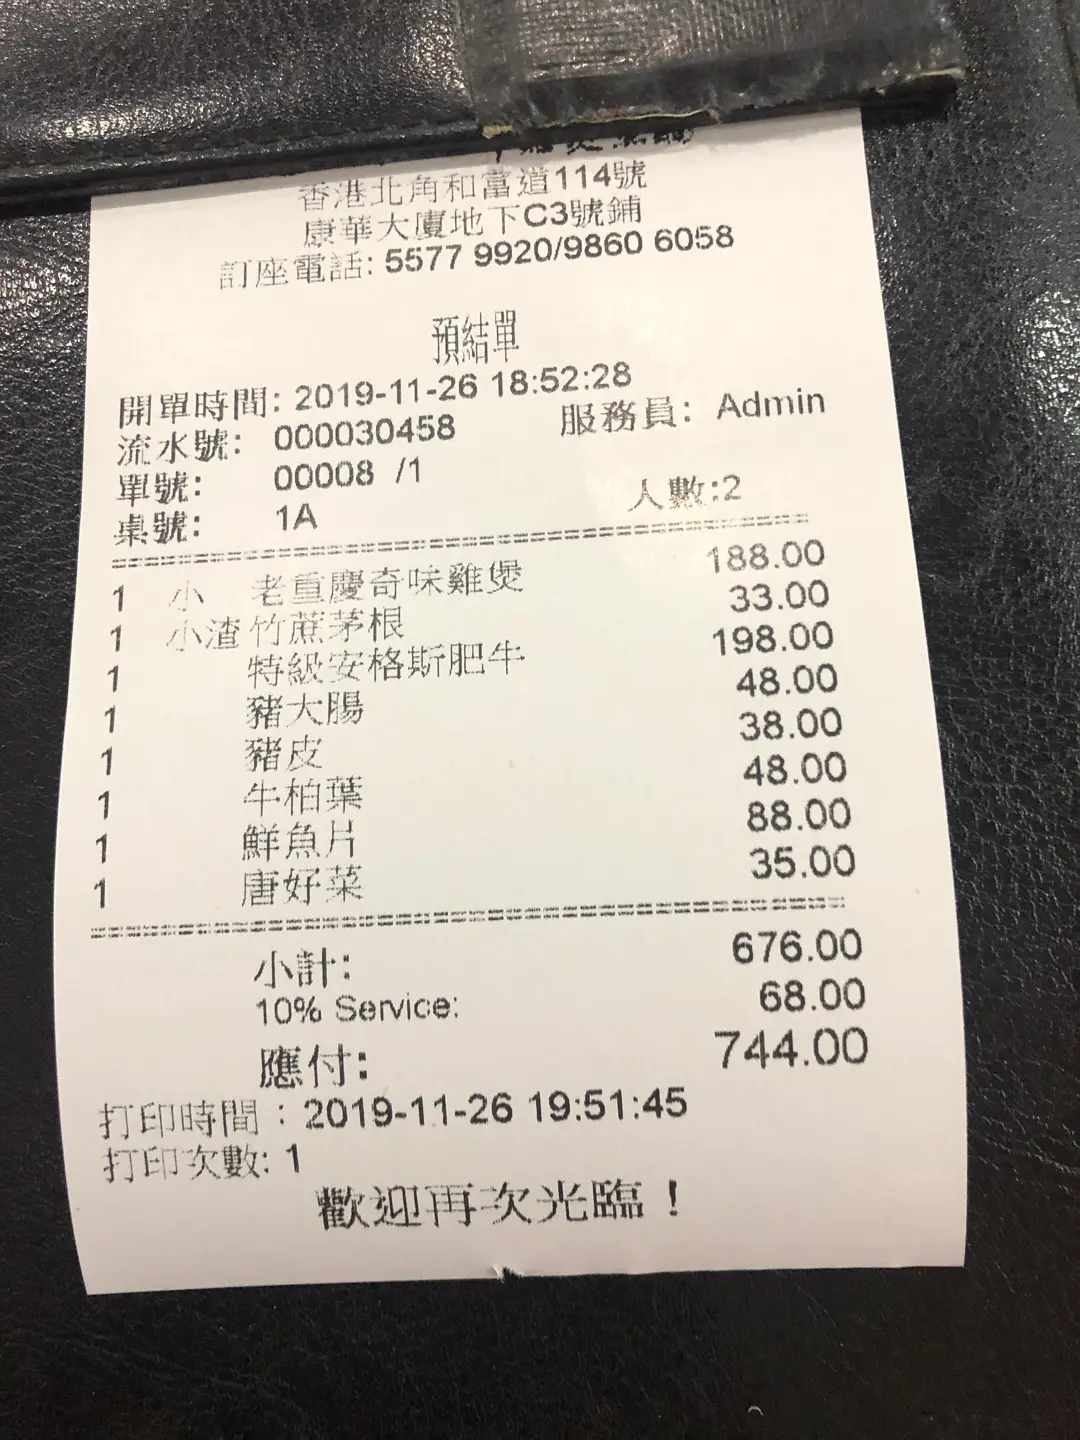 香港北角和富道114號
康華大廈地下C3號鋪
訂座電話: 5577 9920/9860 6058
預結單
開單時間: 2019-11-26 18:52:28
流水號: 000030458 服務員: Admin
單號: 00008 /1
桌號: 1A 人數:2
1 小 老重慶奇味雞煲 188.00
1 小渣 竹蔗茅根 33.00
1 特級安格斯肥牛 198.00
1 豬大腸 48.00
1 豬皮 38.00
1 牛柏葉 48.00
1 鮮魚片 88.00
1 唐好菜 35.00
小計: 676.00
10% Service: 68.00
應付: 744.00
打印時間：2019-11-26 19:51:45
打印次數: 1
歡迎再次光臨！